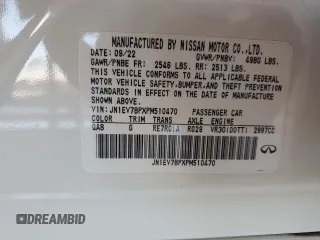 MANUFACTURED BY NISSAN MOTOR CO.,LTD.
DATE: 09/22 GVWR/PNBV: 4980 LBS.
GAWR/PNBE FR: 2546 LBS. RR: 2513 LBS.
THIS VEHICLE CONFORMS TO ALL APPLICABLE
FEDERAL MOTOR VEHICLE
VEHICLE SAFETY,BUMPER,AND THEFT PREVENTION
STANDARDS IN EFFECT ON THE DATE OF
MANUFACTURE SHOWN ABOVE.
VIN: JN1EV7BPXPM510470 PASSENGER CAR
COLOR TRIM TRANS AXLE ENGINE
QAB G RE7R01A R028 VR30(DDTT) 2997CC
JN1EV7BPXPM510470
INFINITI
DREAMBID